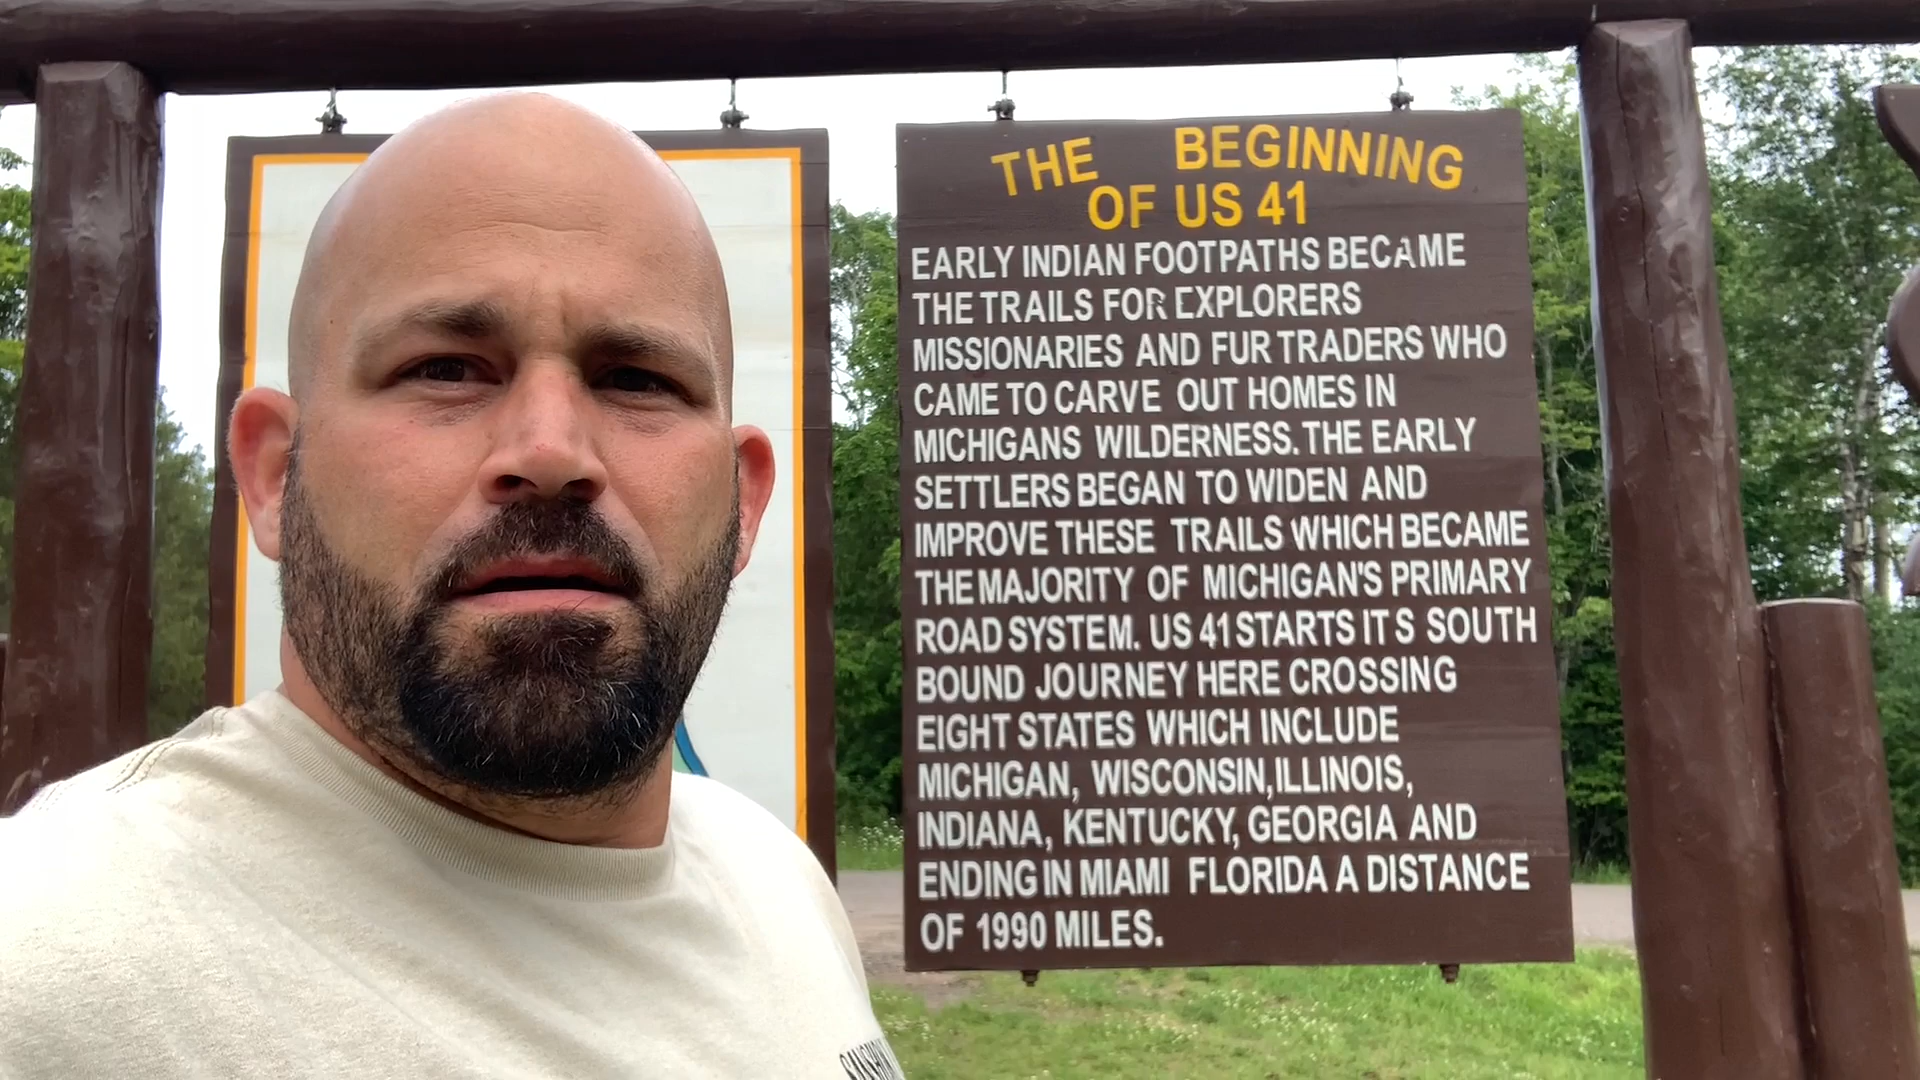 THE BEGINNING
OF US 41
EARLY INDIAN FOOTPATHS BECAME
THE TRAILS FOR EXPLORERS
MISSIONARIES AND FUR TRADERS WHO
CAME TO CARVE OUT HOMES IN
MICHIGANS WILDERNESS. THE EARLY
SETTLERS BEGAN TO WIDEN AND
IMPROVE THESE TRAILS WHICH BECAME
THE MAJORITY OF MICHIGAN'S PRIMARY
ROAD SYSTEM. US 41 STARTS IT S SOUTH
BOUND JOURNEY HERE CROSSING
EIGHT STATES WHICH INCLUDE
MICHIGAN, WISCONSIN, ILLINOIS,
INDIANA, KENTUCKY, GEORGIA AND
ENDING IN MIAMI FLORIDA A DISTANCE
OF 1990 MILES.